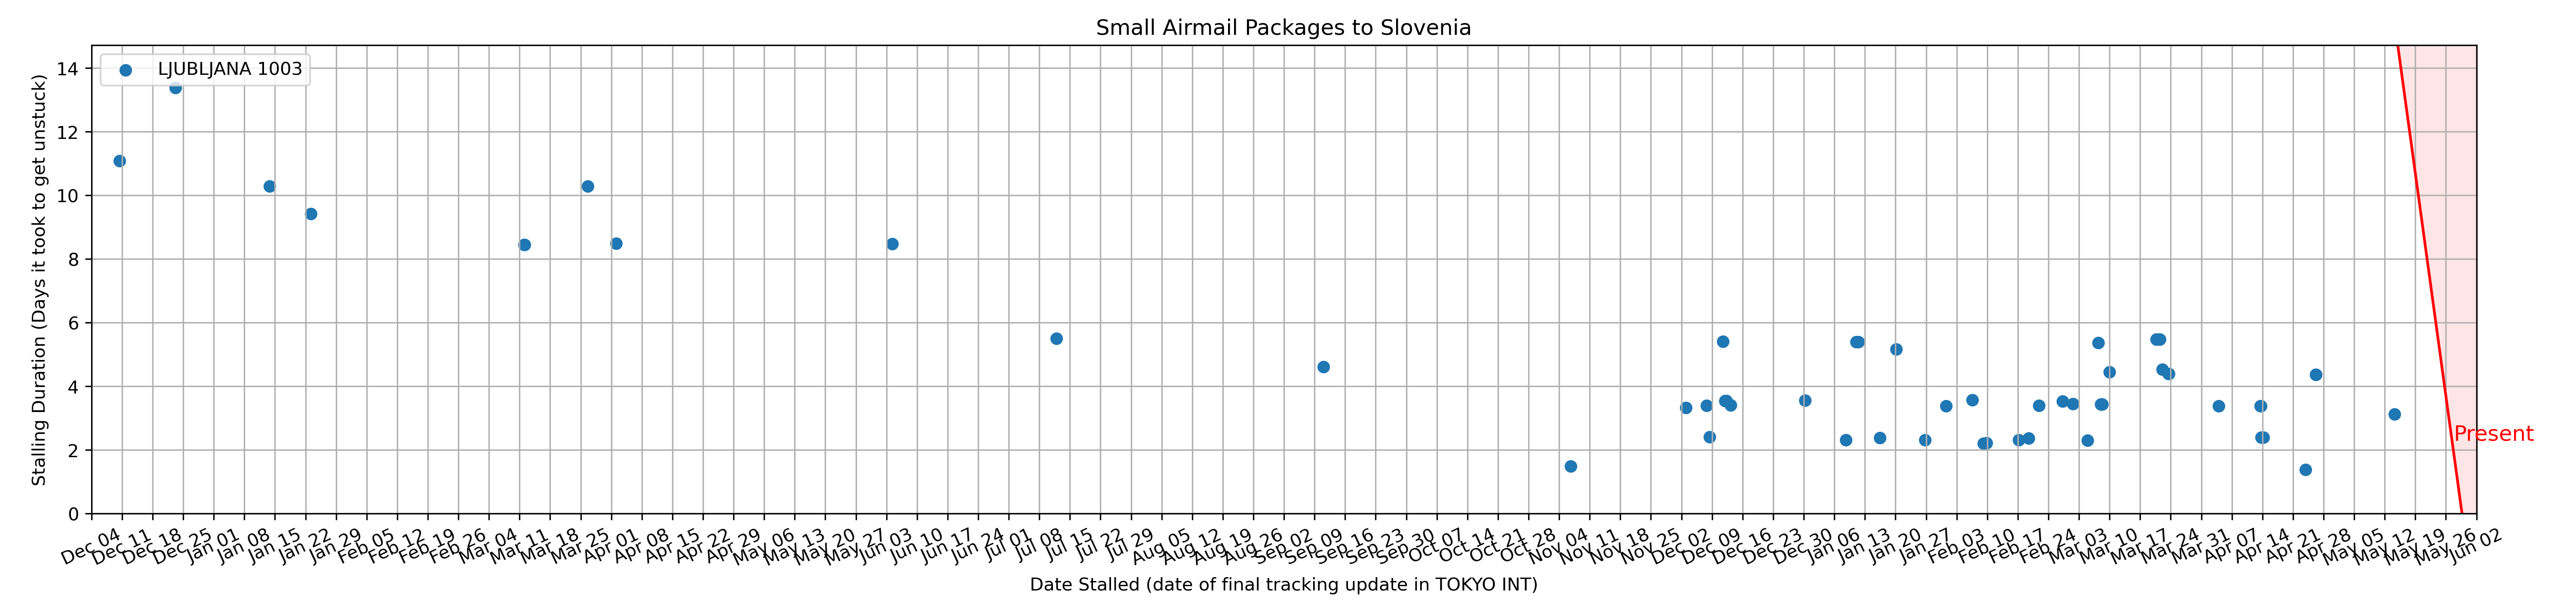 Small Airmail Packages to Slovenia
LJUBLJANA 1003
Stalling Duration (Days it took to get unstuck)
14
12
10
8
6
4
2
0
Present
Dec 04 Dec 11 Dec 18 Dec 25 Jan 01 Jan 08 Jan 15 Jan 22 Jan 29 Feb 05 Feb 12 Feb 19 Feb 26 Mar 04 Mar 11 Mar 18 Mar 25 Apr 01 Apr 08 Apr 15 Apr 22 Apr 29 May 06 May 13 May 20 May 27 Jun 03 Jun 10 Jun 17 Jun 24 Jul 01 Jul 08 Jul 15 Jul 22 Jul 29 Aug 05 Aug 12 Aug 19 Aug 26 Sep 02 Sep 09 Sep 16 Sep 23 Sep 30 Oct 07 Oct 14 Oct 21 Oct 28 Nov 04 Nov 11 Nov 18 Nov 25 Dec 02 Dec 09 Dec 16 Dec 23 Dec 30 Jan 06 Jan 13 Jan 20 Jan 27 Feb 03 Feb 10 Feb 17 Feb 24 Mar 03 Mar 10 Mar 17 Mar 24 Mar 31 Apr 07 Apr 14 Apr 21 Apr 28 May 05 May 12 May 19 May 26 Jun 02
Date Stalled (date of final tracking update in TOKYO INT)